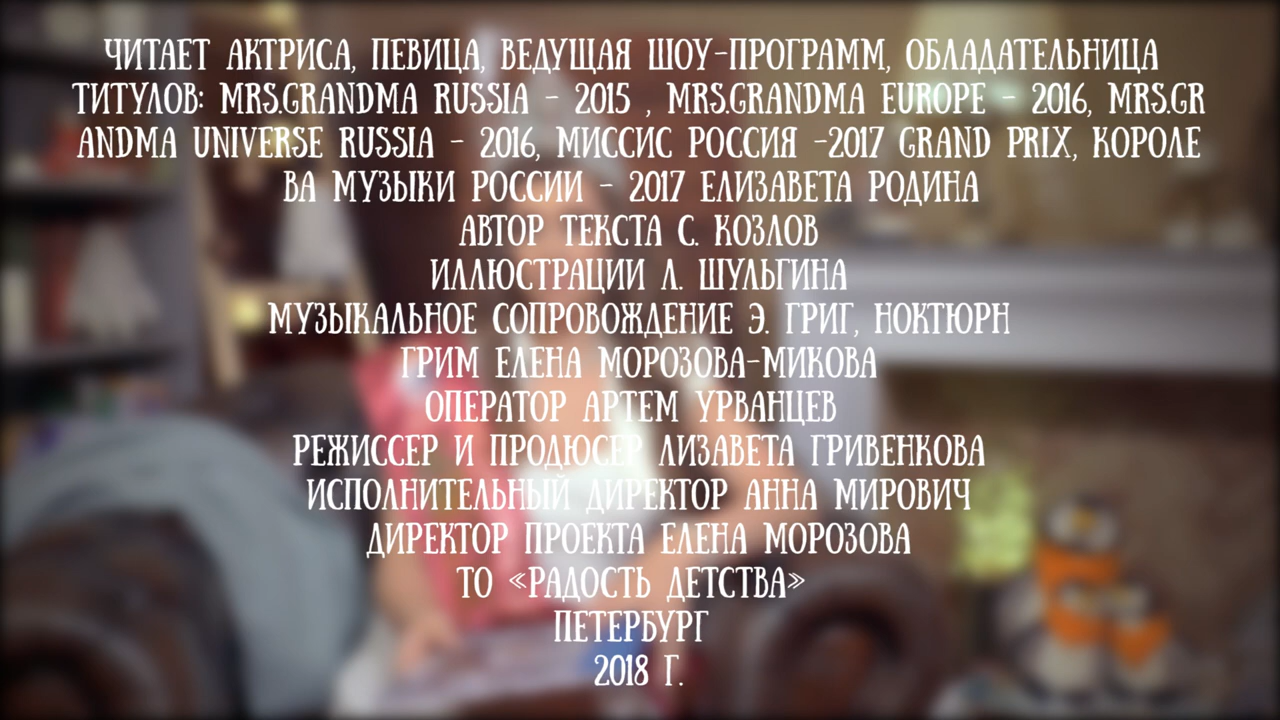 ЧИТАЕТ АКТРИСА, ПЕВИЦА, ВЕДУЩАЯ ШОУ-ПРОГРАММ, ОБЛАДАТЕЛЬНИЦА
ТИТУЛОВ: MRS.GRANDMA RUSSIA - 2015 , MRS.GRANDMA EUROPE - 2016, MRS.GR
ANDMA UNIVERSE RUSSIA - 2016, МИССИС РОССИЯ -2017 GRAND PRIX, КОРОЛЕ
ВА МУЗЫКИ РОССИИ - 2017 ЕЛИЗАВЕТА РОДИНА
АВТОР ТЕКСТА С. КОЗЛОВ
ИЛЛЮСТРАЦИИ Л. ШУЛЬГИНА
МУЗЫКАЛЬНОЕ СОПРОВОЖДЕНИЕ Э. ГРИГ, НОКТЮРН
ГРИМ ЕЛЕНА МОРОЗОВА-МИКОВА
ОПЕРАТОР АРТЕМ УРВАНЦЕВ
РЕЖИССЕР И ПРОДЮСЕР ЛИЗАВЕТА ГРИВЕНКОВА
ИСПОЛНИТЕЛЬНЫЙ ДИРЕКТОР АННА МИРОВИЧ
ДИРЕКТОР ПРОЕКТА ЕЛЕНА МОРОЗОВА
ТО «РАДОСТЬ ДЕТСТВА»
ПЕТЕРБУРГ
2018 Г.